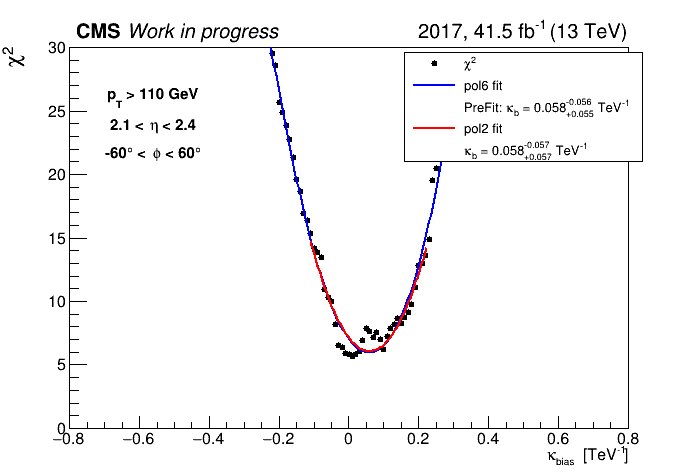 CMS Work in progress
2017, 41.5 fb⁻¹ (13 TeV)
χ²
30
25
20
15
10
5
0
p_T > 110 GeV
2.1 < η < 2.4
-60° < ϕ < 60°
χ²
pol6 fit
PreFit: κ_b = 0.058 -0.056 +0.055 TeV⁻¹
pol2 fit
κ_b = 0.058 -0.057 +0.057 TeV⁻¹
−0.8 −0.6 −0.4 −0.2 0 0.2 0.4 0.6 0.8
κ_bias [TeV⁻¹]